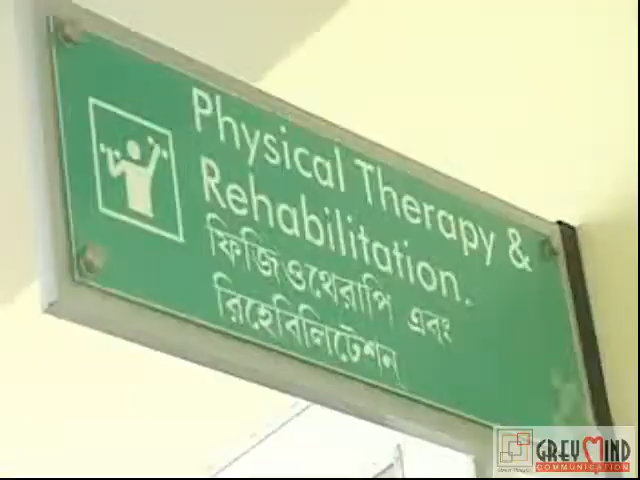 Physical Therapy &
Rehabilitation.
ফিজিওথেরাপি এবং
রিহেবিলিটেশন্
GREYMIND
COMMUNICATION